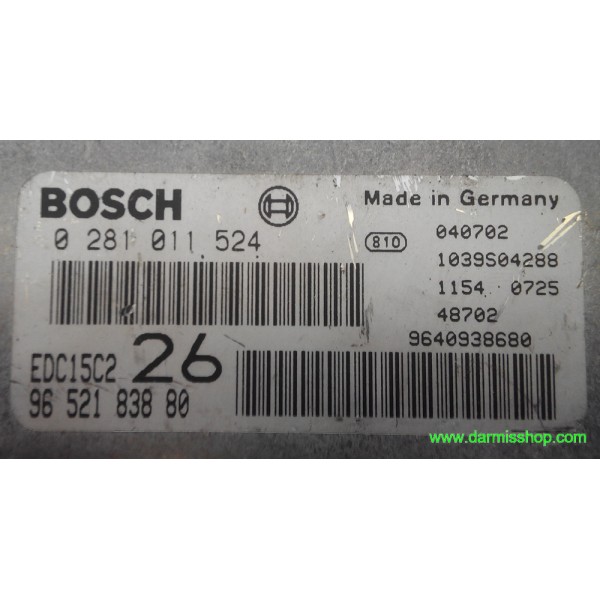 BOSCH
0 281 011 524
Made in Germany
810
040702
1039S04288
1154 0725
48702
9640938680
EDC15C2 26
96 521 838 80
www.darmisshop.com